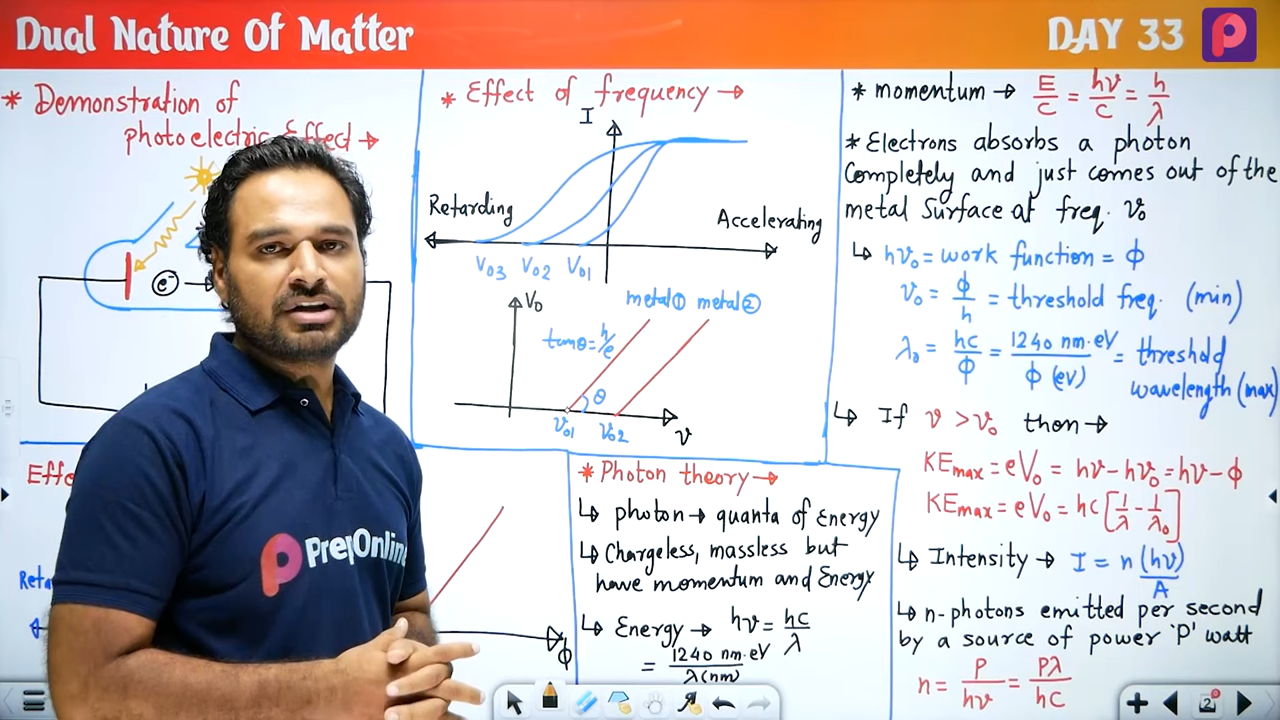 Dual Nature Of Matter
DAY 33
* Demonstration of
photoelectric Effect →
e⁻
* Effect of frequency →
I
Retarding
Accelerating
V03 V02 V01
V0
metal① metal②
tanθ = h/e
θ
ν01 ν02
ν
* Photon theory →
↳ photon → quanta of Energy
↳ Chargeless, massless but
have momentum and Energy
↳ Energy → hν = hc/λ
= 1240 nm·eV/λ(nm)
ϕ
PrepOnline
* momentum → E/C = hν/C = h/λ
* Electrons absorbs a photon
Completely and just comes out of the
metal Surface at freq. ν0
↳ hν0 = work function = ϕ
ν0 = ϕ/h = threshold freq. (min)
λ0 = hc/ϕ = 1240 nm·eV/ϕ (eV) = threshold
wavelength (max)
↳ If ν > ν0 then →
KEmax = eV0 = hν - hν0 = hν - ϕ
KEmax = eV0 = hc[1/λ - 1/λ0]
↳ Intensity → I = n(hν)/A
↳ n-photons emitted per second
by a source of power 'P' watt
n = P/hν = Pλ/hc
2